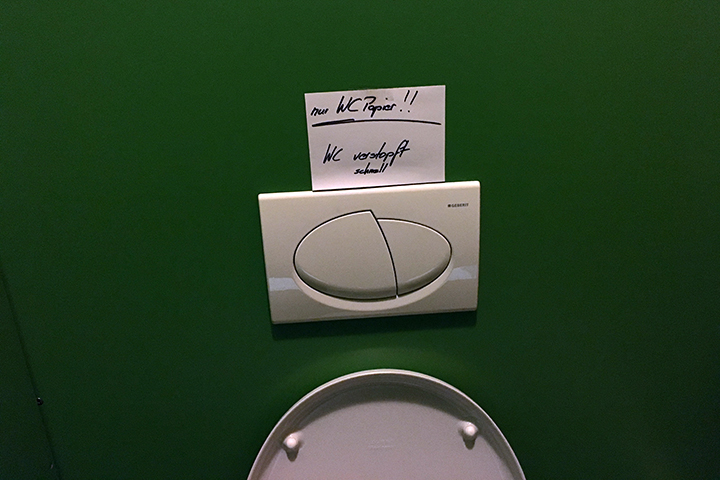 nur WC Papier!!
WC verstopft
schnell
GEBERIT